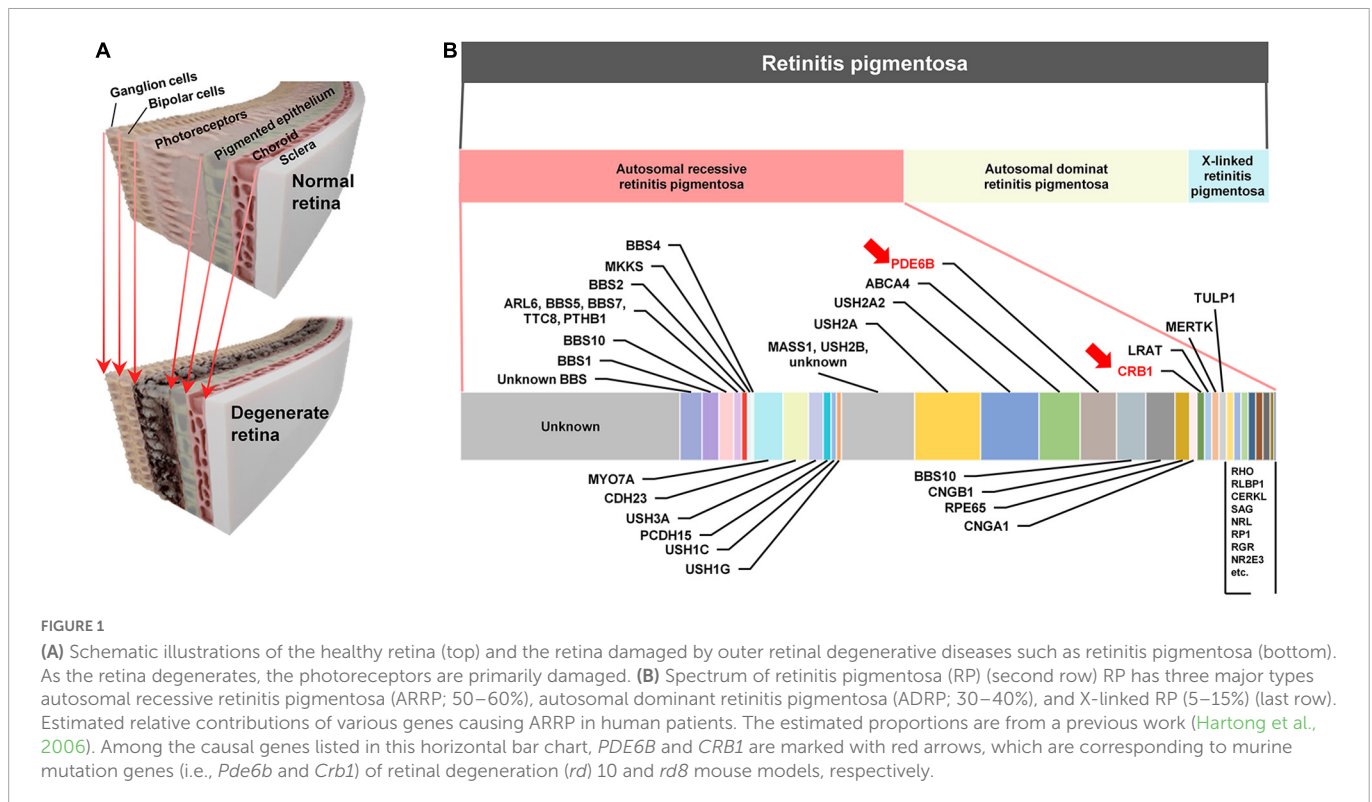 A
Ganglion cells
Bipolar cells
Photoreceptors
Pigmented epithelium
Choroid
Sclera
Normal
retina
Degenerate
retina
B
Retinitis pigmentosa
Autosomal recessive
retinitis pigmentosa
Autosomal dominat
retinitis pigmentosa
X-linked
retinitis
pigmentosa
BBS4
MKKS
BBS2
ARL6, BBS5, BBS7,
TTC8, PTHB1
BBS10
BBS1
Unknown BBS
PDE6B
ABCA4
USH2A2
USH2A
MASS1, USH2B,
unknown
TULP1
MERTK
LRAT
CRB1
Unknown
MYO7A
CDH23
USH3A
PCDH15
USH1C
USH1G
BBS10
CNGB1
RPE65
CNGA1
RHO
RLBP1
CERKL
SAG
NRL
RP1
RGR
NR2E3
etc.
FIGURE 1
(A) Schematic illustrations of the healthy retina (top) and the retina damaged by outer retinal degenerative diseases such as retinitis pigmentosa (bottom).
As the retina degenerates, the photoreceptors are primarily damaged. (B) Spectrum of retinitis pigmentosa (RP) (second row) RP has three major types
autosomal recessive retinitis pigmentosa (ARRP; 50–60%), autosomal dominant retinitis pigmentosa (ADRP; 30–40%), and X-linked RP (5–15%) (last row).
Estimated relative contributions of various genes causing ARRP in human patients. The estimated proportions are from a previous work (Hartong et al.,
2006). Among the causal genes listed in this horizontal bar chart, PDE6B and CRB1 are marked with red arrows, which are corresponding to murine
mutation genes (i.e., Pde6b and Crb1) of retinal degeneration (rd) 10 and rd8 mouse models, respectively.